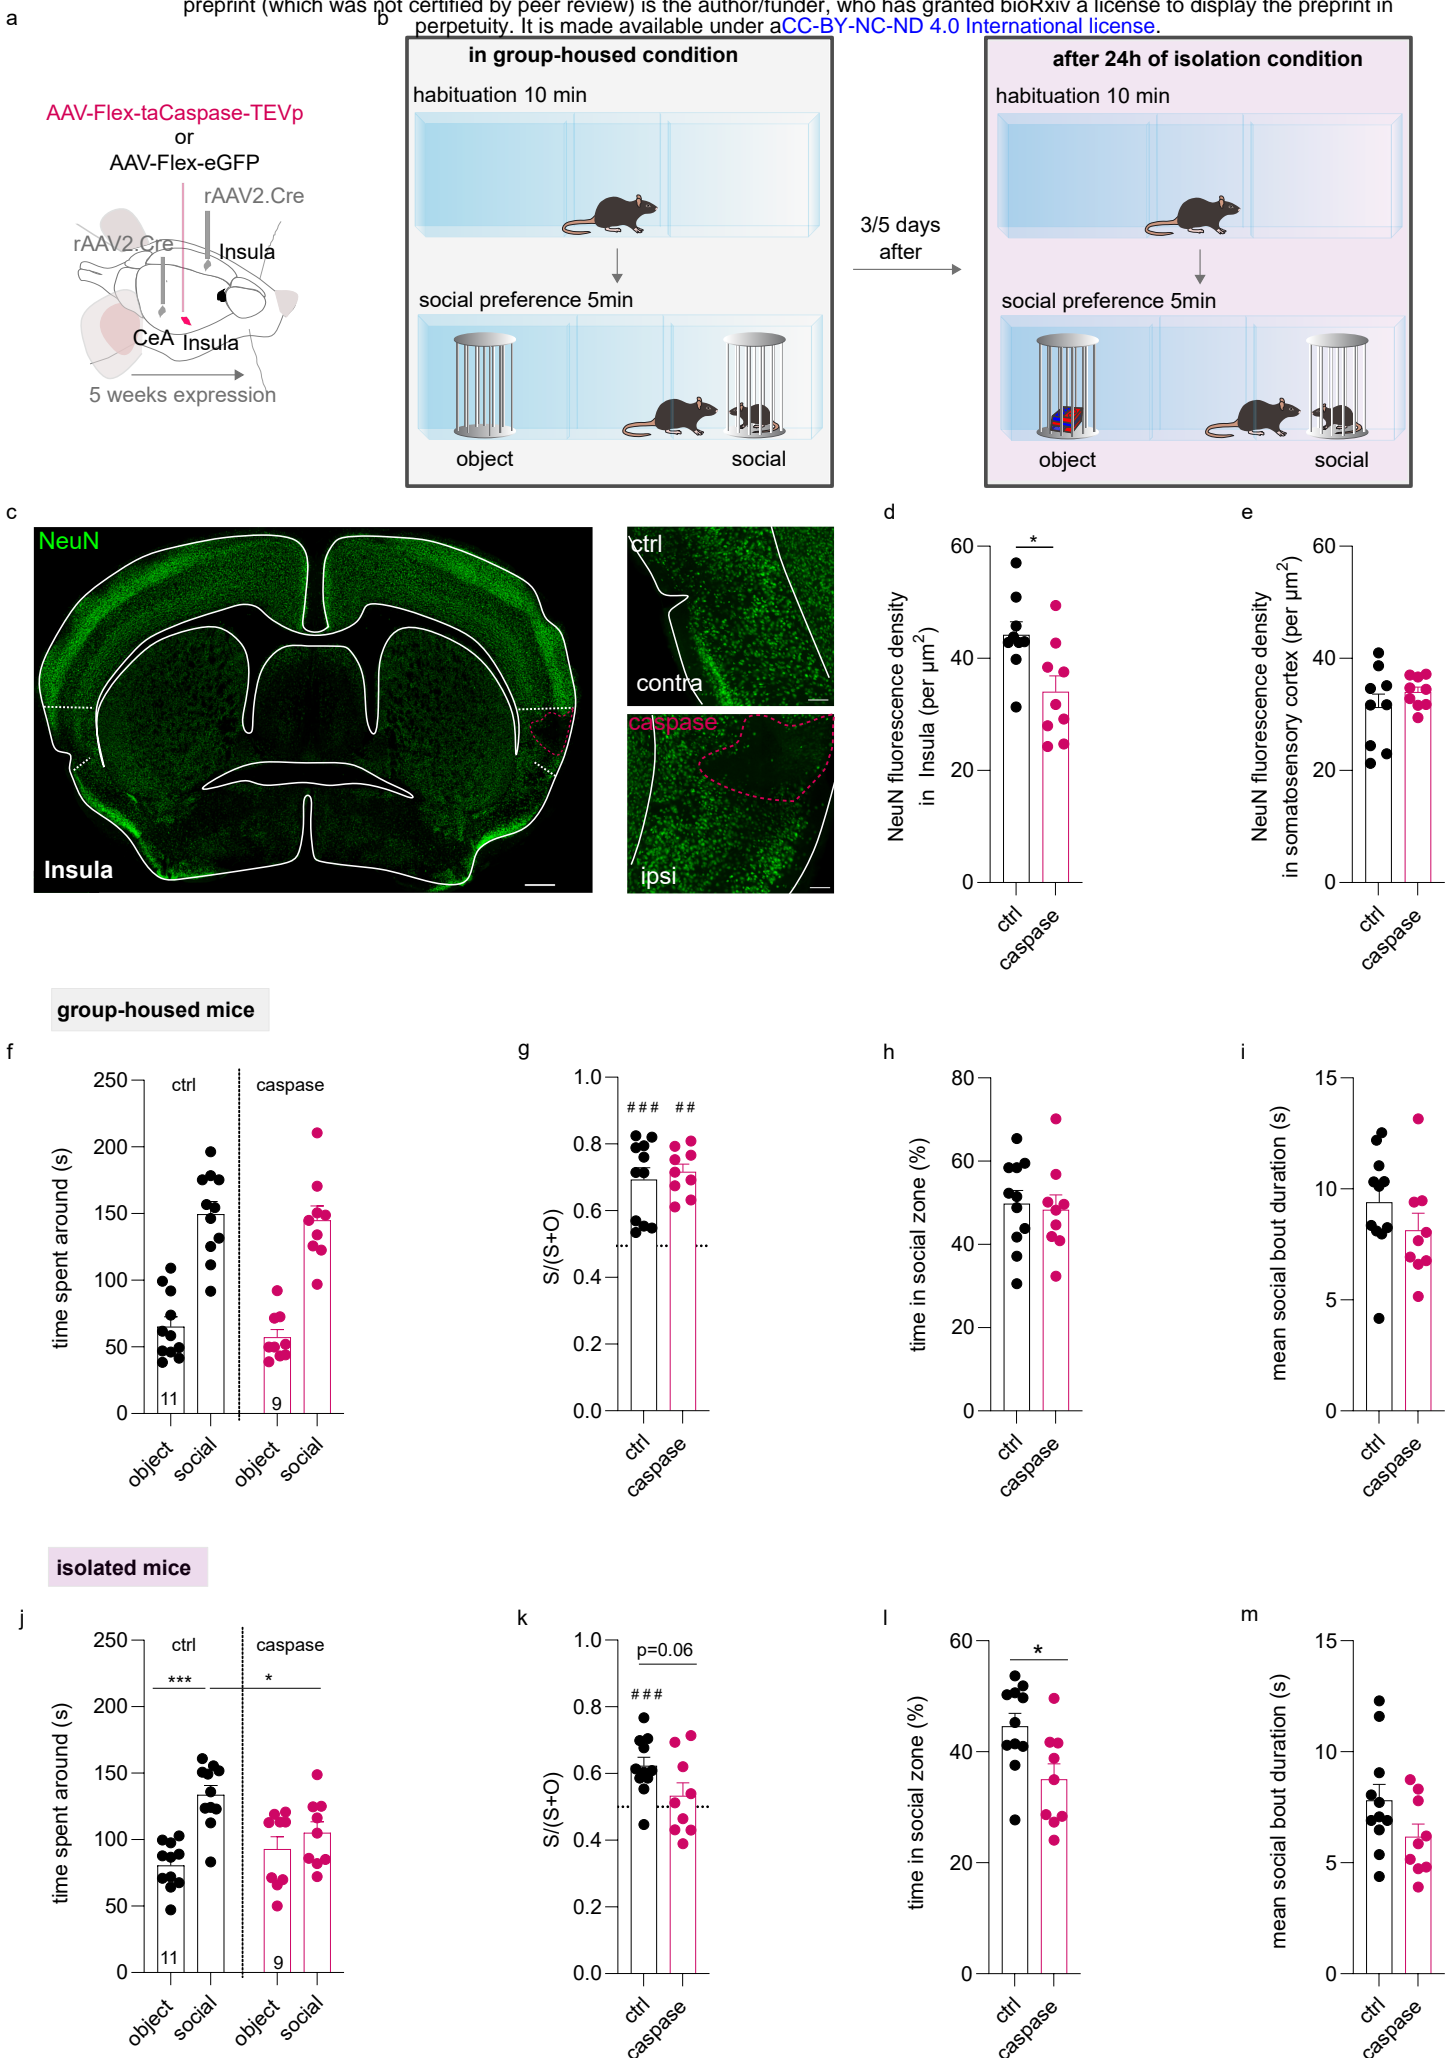 preprint (which was not certified by peer review) is the author/funder, who has granted bioRxiv a license to display the preprint in
perpetuity. It is made available under aCC-BY-NC-ND 4.0 International license.
a
AAV-Flex-taCaspase-TEVp
or
AAV-Flex-eGFP
rAAV2.Cre
rAAV2.Cre
Insula
CeA
Insula
5 weeks expression
b
in group-housed condition
habituation 10 min
social preference 5min
object
social
3/5 days
after
after 24h of isolation condition
habituation 10 min
social preference 5min
object
social
c
NeuN
Insula
ctrl
contra
caspase
ipsi
d
NeuN fluorescence density
in Insula (per µm²)
60
40
20
0
*
ctrl
caspase
e
NeuN fluorescence density
in somatosensory cortex (per µm²)
60
40
20
0
ctrl
caspase
group-housed mice
f
time spent around (s)
250
200
150
100
50
0
ctrl
caspase
11
9
object
social
object
social
g
S/(S+O)
1.0
0.8
0.6
0.4
0.2
0.0
###
##
ctrl
caspase
h
time in social zone (%)
80
60
40
20
0
ctrl
caspase
i
mean social bout duration (s)
15
10
5
0
ctrl
caspase
isolated mice
j
time spent around (s)
250
200
150
100
50
0
ctrl
caspase
***
*
11
9
object
social
object
social
k
S/(S+O)
1.0
0.8
0.6
0.4
0.2
0.0
p=0.06
###
ctrl
caspase
l
time in social zone (%)
60
40
20
0
*
ctrl
caspase
m
mean social bout duration (s)
15
10
5
0
ctrl
caspase